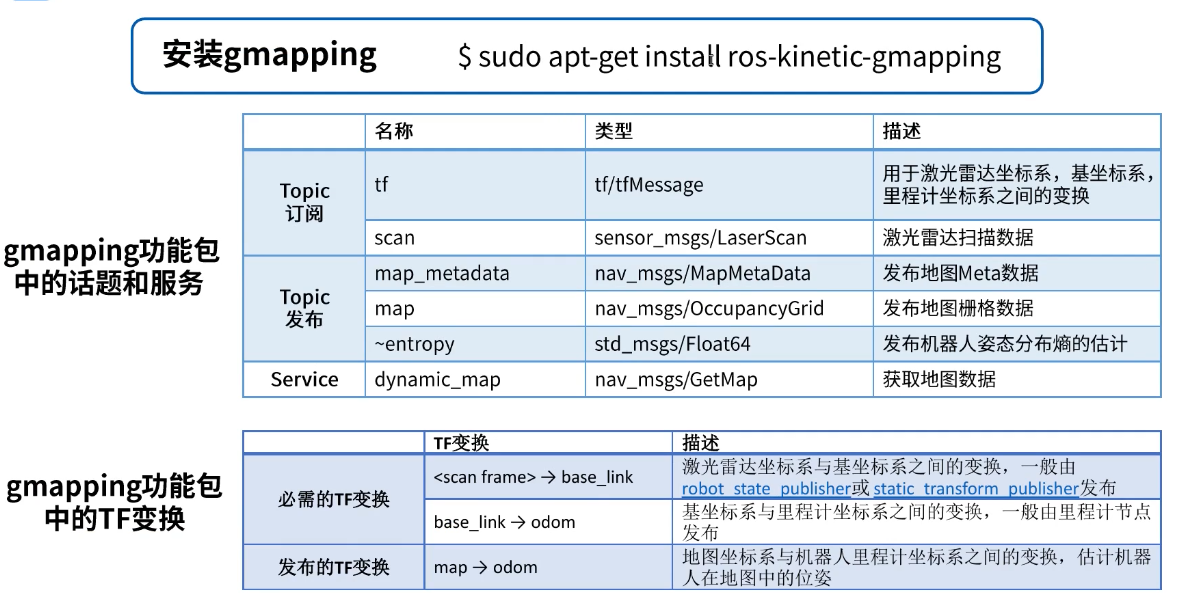 安装gmapping $ sudo apt-get install ros-kinetic-gmapping
名称 类型 描述
Topic
订阅
tf tf/tfMessage 用于激光雷达坐标系，基坐标系，
里程计坐标系之间的变换
scan sensor_msgs/LaserScan 激光雷达扫描数据
gmapping功能包
中的话题和服务
Topic
发布
map_metadata nav_msgs/MapMetaData 发布地图Meta数据
map nav_msgs/OccupancyGrid 发布地图栅格数据
~entropy std_msgs/Float64 发布机器人姿态分布熵的估计
Service dynamic_map nav_msgs/GetMap 获取地图数据
TF变换 描述
gmapping功能包
中的TF变换
必需的TF变换
<scan frame> → base_link 激光雷达坐标系与基坐标系之间的变换，一般由
robot_state_publisher或static_transform_publisher发布
base_link → odom 基坐标系与里程计坐标系之间的变换，一般由里程计节点
发布
发布的TF变换 map → odom 地图坐标系与机器人里程计坐标系之间的变换，估计机器
人在地图中的位姿